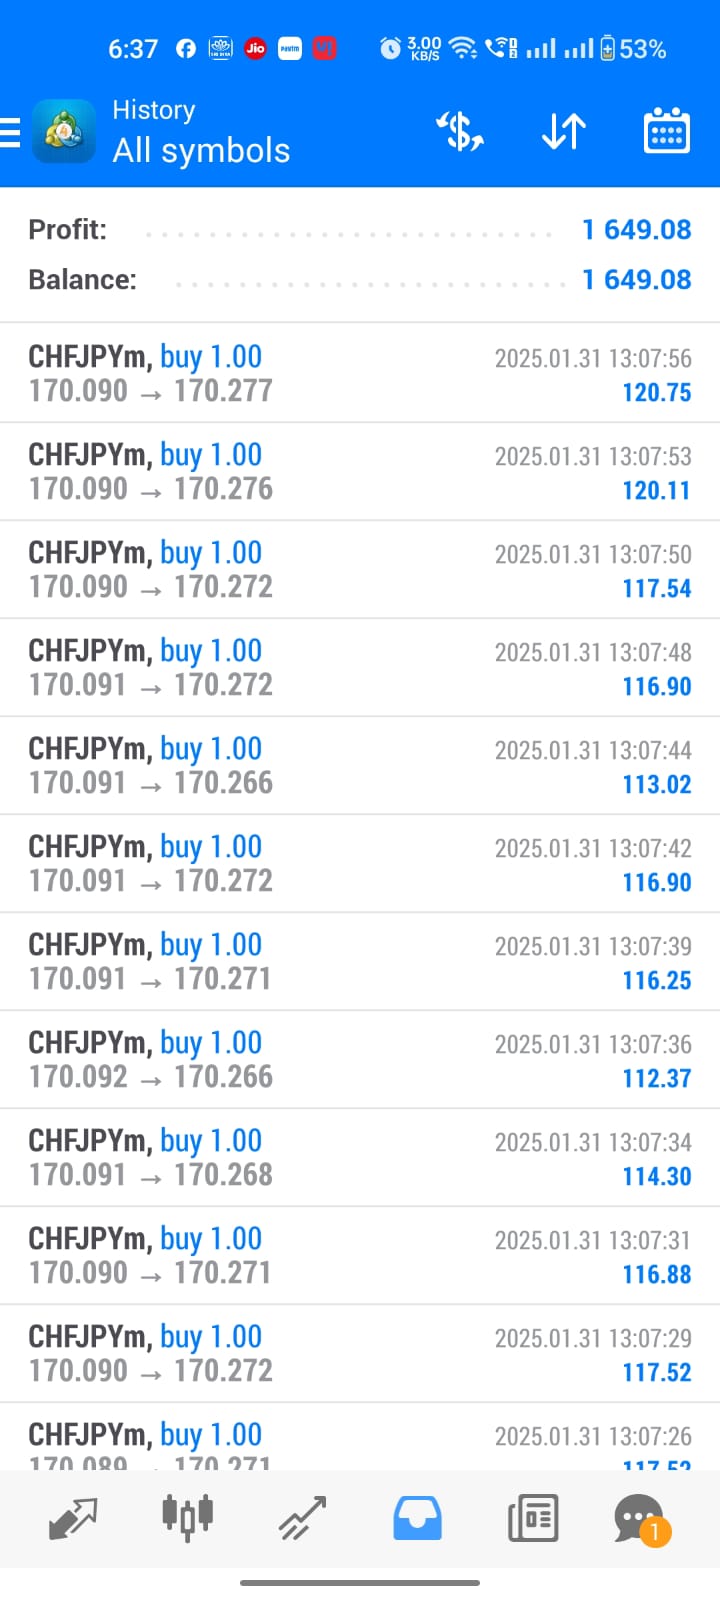 6:37 Jio Paytm 3.00 KB/S 53%
History
All symbols
Profit: 1 649.08
Balance: 1 649.08
CHFJPYm, buy 1.00 2025.01.31 13:07:56
170.090 → 170.277 120.75
CHFJPYm, buy 1.00 2025.01.31 13:07:53
170.090 → 170.276 120.11
CHFJPYm, buy 1.00 2025.01.31 13:07:50
170.090 → 170.272 117.54
CHFJPYm, buy 1.00 2025.01.31 13:07:48
170.091 → 170.272 116.90
CHFJPYm, buy 1.00 2025.01.31 13:07:44
170.091 → 170.266 113.02
CHFJPYm, buy 1.00 2025.01.31 13:07:42
170.091 → 170.272 116.90
CHFJPYm, buy 1.00 2025.01.31 13:07:39
170.091 → 170.271 116.25
CHFJPYm, buy 1.00 2025.01.31 13:07:36
170.092 → 170.266 112.37
CHFJPYm, buy 1.00 2025.01.31 13:07:34
170.091 → 170.268 114.30
CHFJPYm, buy 1.00 2025.01.31 13:07:31
170.090 → 170.271 116.88
CHFJPYm, buy 1.00 2025.01.31 13:07:29
170.090 → 170.272 117.52
CHFJPYm, buy 1.00 2025.01.31 13:07:26
170.089 → 170.271 117.52
1